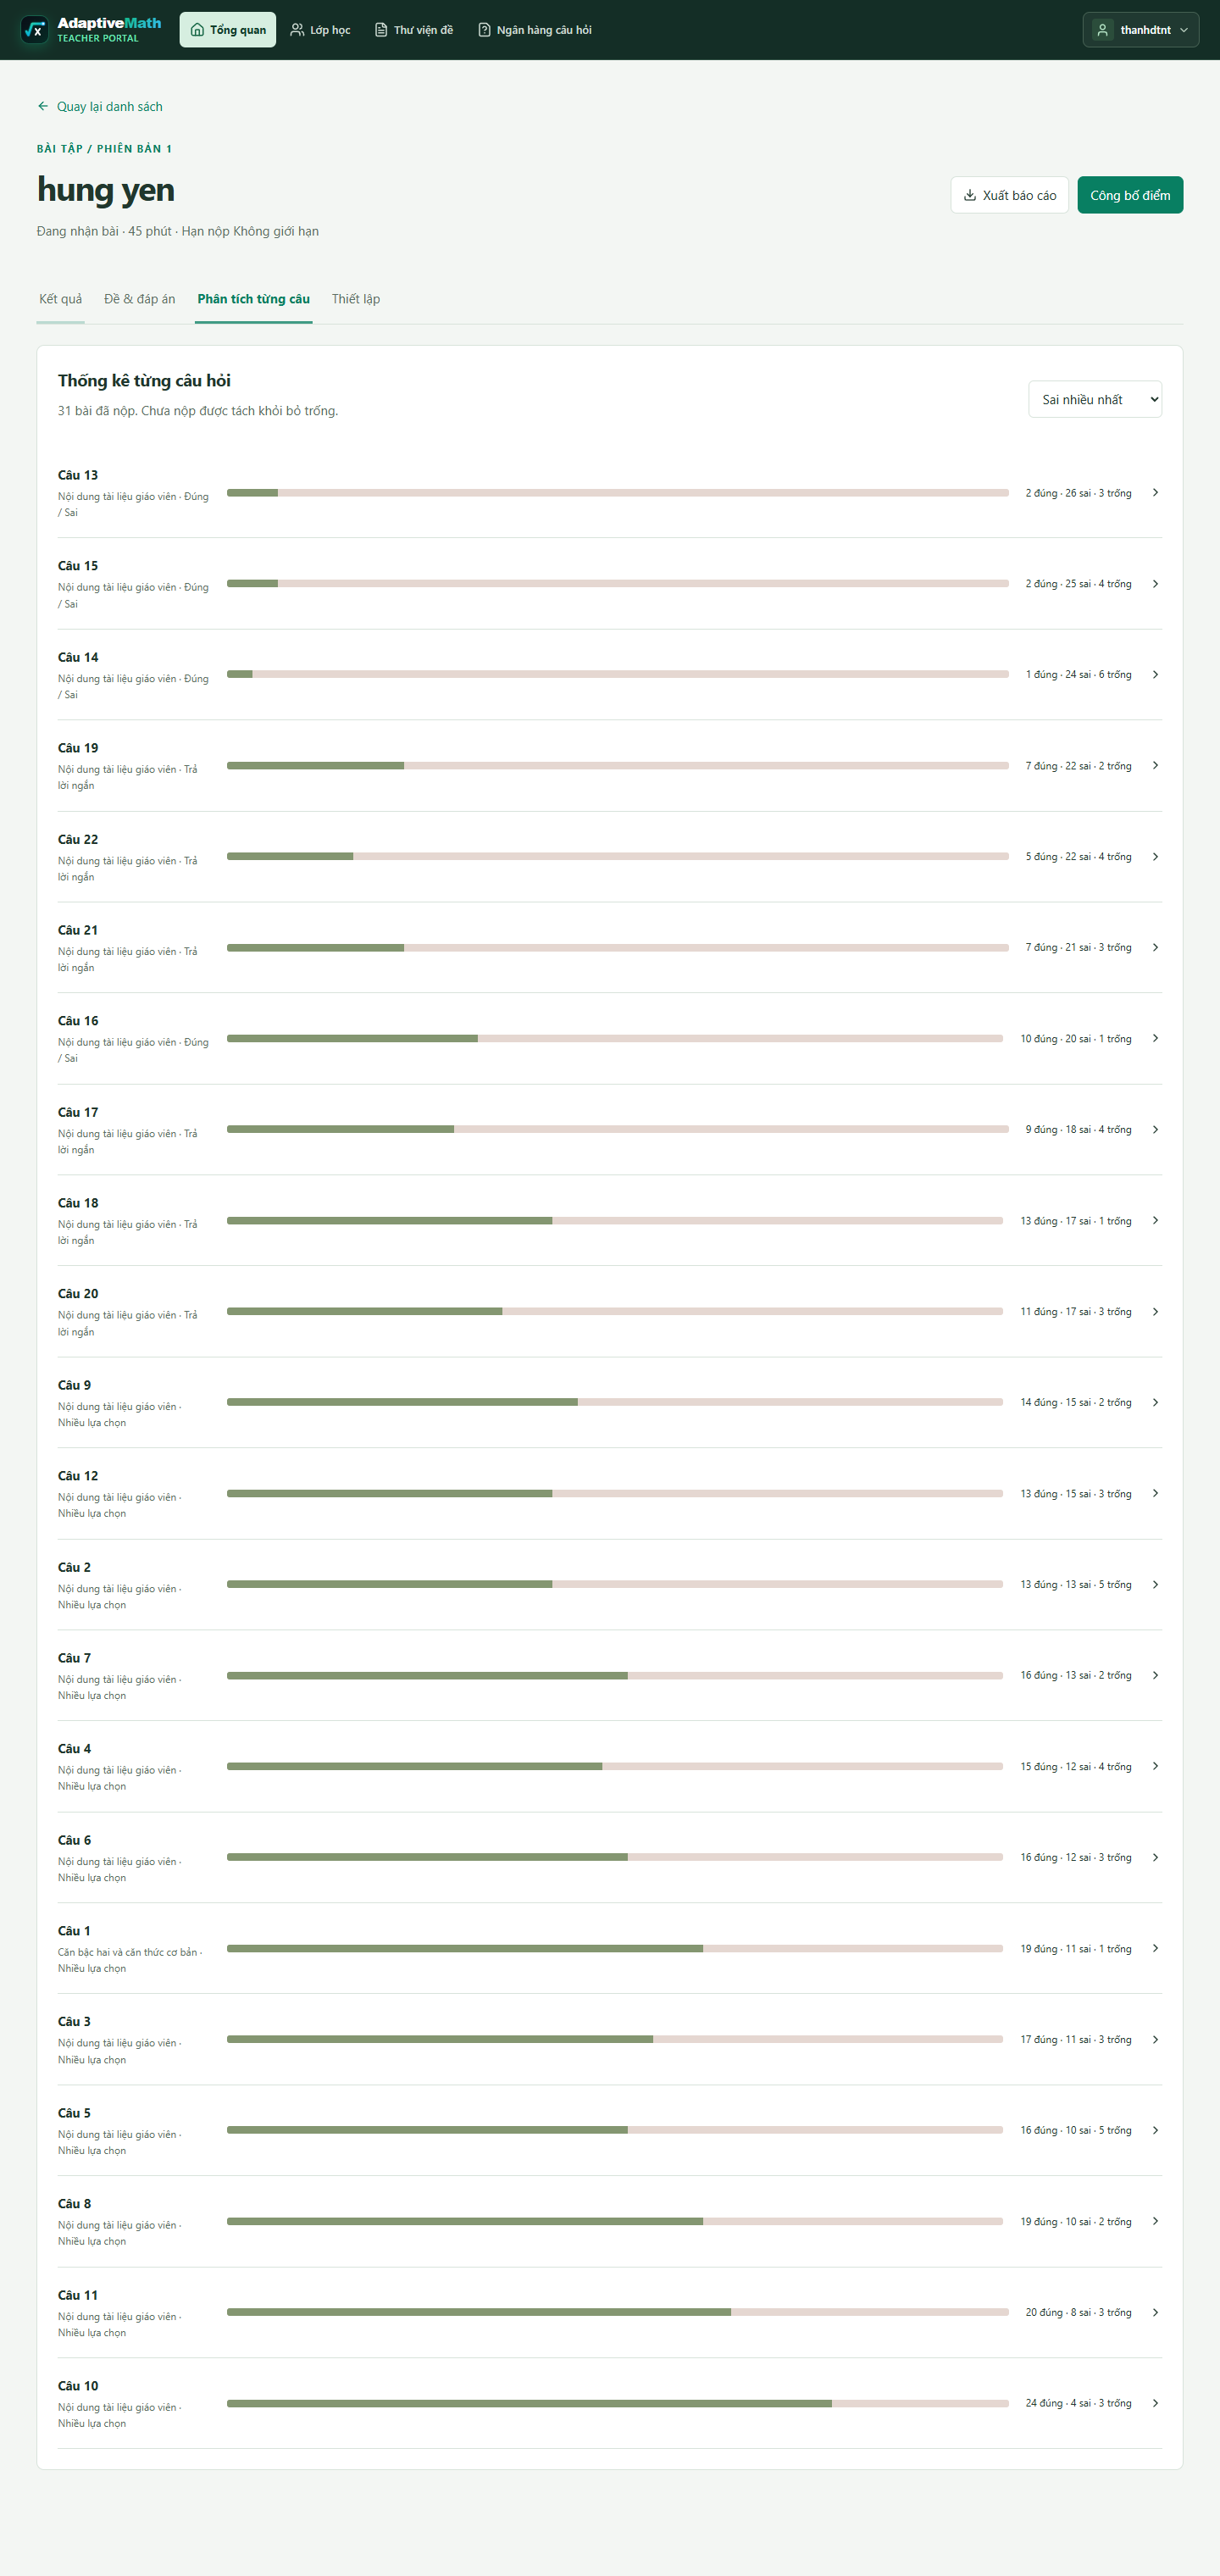 AdaptiveMath
TEACHER PORTAL
Tổng quan
Lớp học
Thư viện đề
Ngân hàng câu hỏi
thanhdtnt
Quay lại danh sách
BÀI TẬP / PHIÊN BẢN 1
hung yen
Xuất báo cáo
Công bố điểm
Đang nhận bài · 45 phút · Hạn nộp Không giới hạn
Kết quả
Đề & đáp án
Phân tích từng câu
Thiết lập
Thống kê từng câu hỏi
31 bài đã nộp. Chưa nộp được tách khỏi bỏ trống.
Sai nhiều nhất
Câu 13
Nội dung tài liệu giáo viên · Đúng
/ Sai
2 đúng · 26 sai · 3 trống
Câu 15
Nội dung tài liệu giáo viên · Đúng
/ Sai
2 đúng · 25 sai · 4 trống
Câu 14
Nội dung tài liệu giáo viên · Đúng
/ Sai
1 đúng · 24 sai · 6 trống
Câu 19
Nội dung tài liệu giáo viên · Trả
lời ngắn
7 đúng · 22 sai · 2 trống
Câu 22
Nội dung tài liệu giáo viên · Trả
lời ngắn
5 đúng · 22 sai · 4 trống
Câu 21
Nội dung tài liệu giáo viên · Trả
lời ngắn
7 đúng · 21 sai · 3 trống
Câu 16
Nội dung tài liệu giáo viên · Đúng
/ Sai
10 đúng · 20 sai · 1 trống
Câu 17
Nội dung tài liệu giáo viên · Trả
lời ngắn
9 đúng · 18 sai · 4 trống
Câu 18
Nội dung tài liệu giáo viên · Trả
lời ngắn
13 đúng · 17 sai · 1 trống
Câu 20
Nội dung tài liệu giáo viên · Trả
lời ngắn
11 đúng · 17 sai · 3 trống
Câu 9
Nội dung tài liệu giáo viên ·
Nhiều lựa chọn
14 đúng · 15 sai · 2 trống
Câu 12
Nội dung tài liệu giáo viên ·
Nhiều lựa chọn
13 đúng · 15 sai · 3 trống
Câu 2
Nội dung tài liệu giáo viên ·
Nhiều lựa chọn
13 đúng · 13 sai · 5 trống
Câu 7
Nội dung tài liệu giáo viên ·
Nhiều lựa chọn
16 đúng · 13 sai · 2 trống
Câu 4
Nội dung tài liệu giáo viên ·
Nhiều lựa chọn
15 đúng · 12 sai · 4 trống
Câu 6
Nội dung tài liệu giáo viên ·
Nhiều lựa chọn
16 đúng · 12 sai · 3 trống
Câu 1
Căn bậc hai và căn thức cơ bản ·
Nhiều lựa chọn
19 đúng · 11 sai · 1 trống
Câu 3
Nội dung tài liệu giáo viên ·
Nhiều lựa chọn
17 đúng · 11 sai · 3 trống
Câu 5
Nội dung tài liệu giáo viên ·
Nhiều lựa chọn
16 đúng · 10 sai · 5 trống
Câu 8
Nội dung tài liệu giáo viên ·
Nhiều lựa chọn
19 đúng · 10 sai · 2 trống
Câu 11
Nội dung tài liệu giáo viên ·
Nhiều lựa chọn
20 đúng · 8 sai · 3 trống
Câu 10
Nội dung tài liệu giáo viên ·
Nhiều lựa chọn
24 đúng · 4 sai · 3 trống